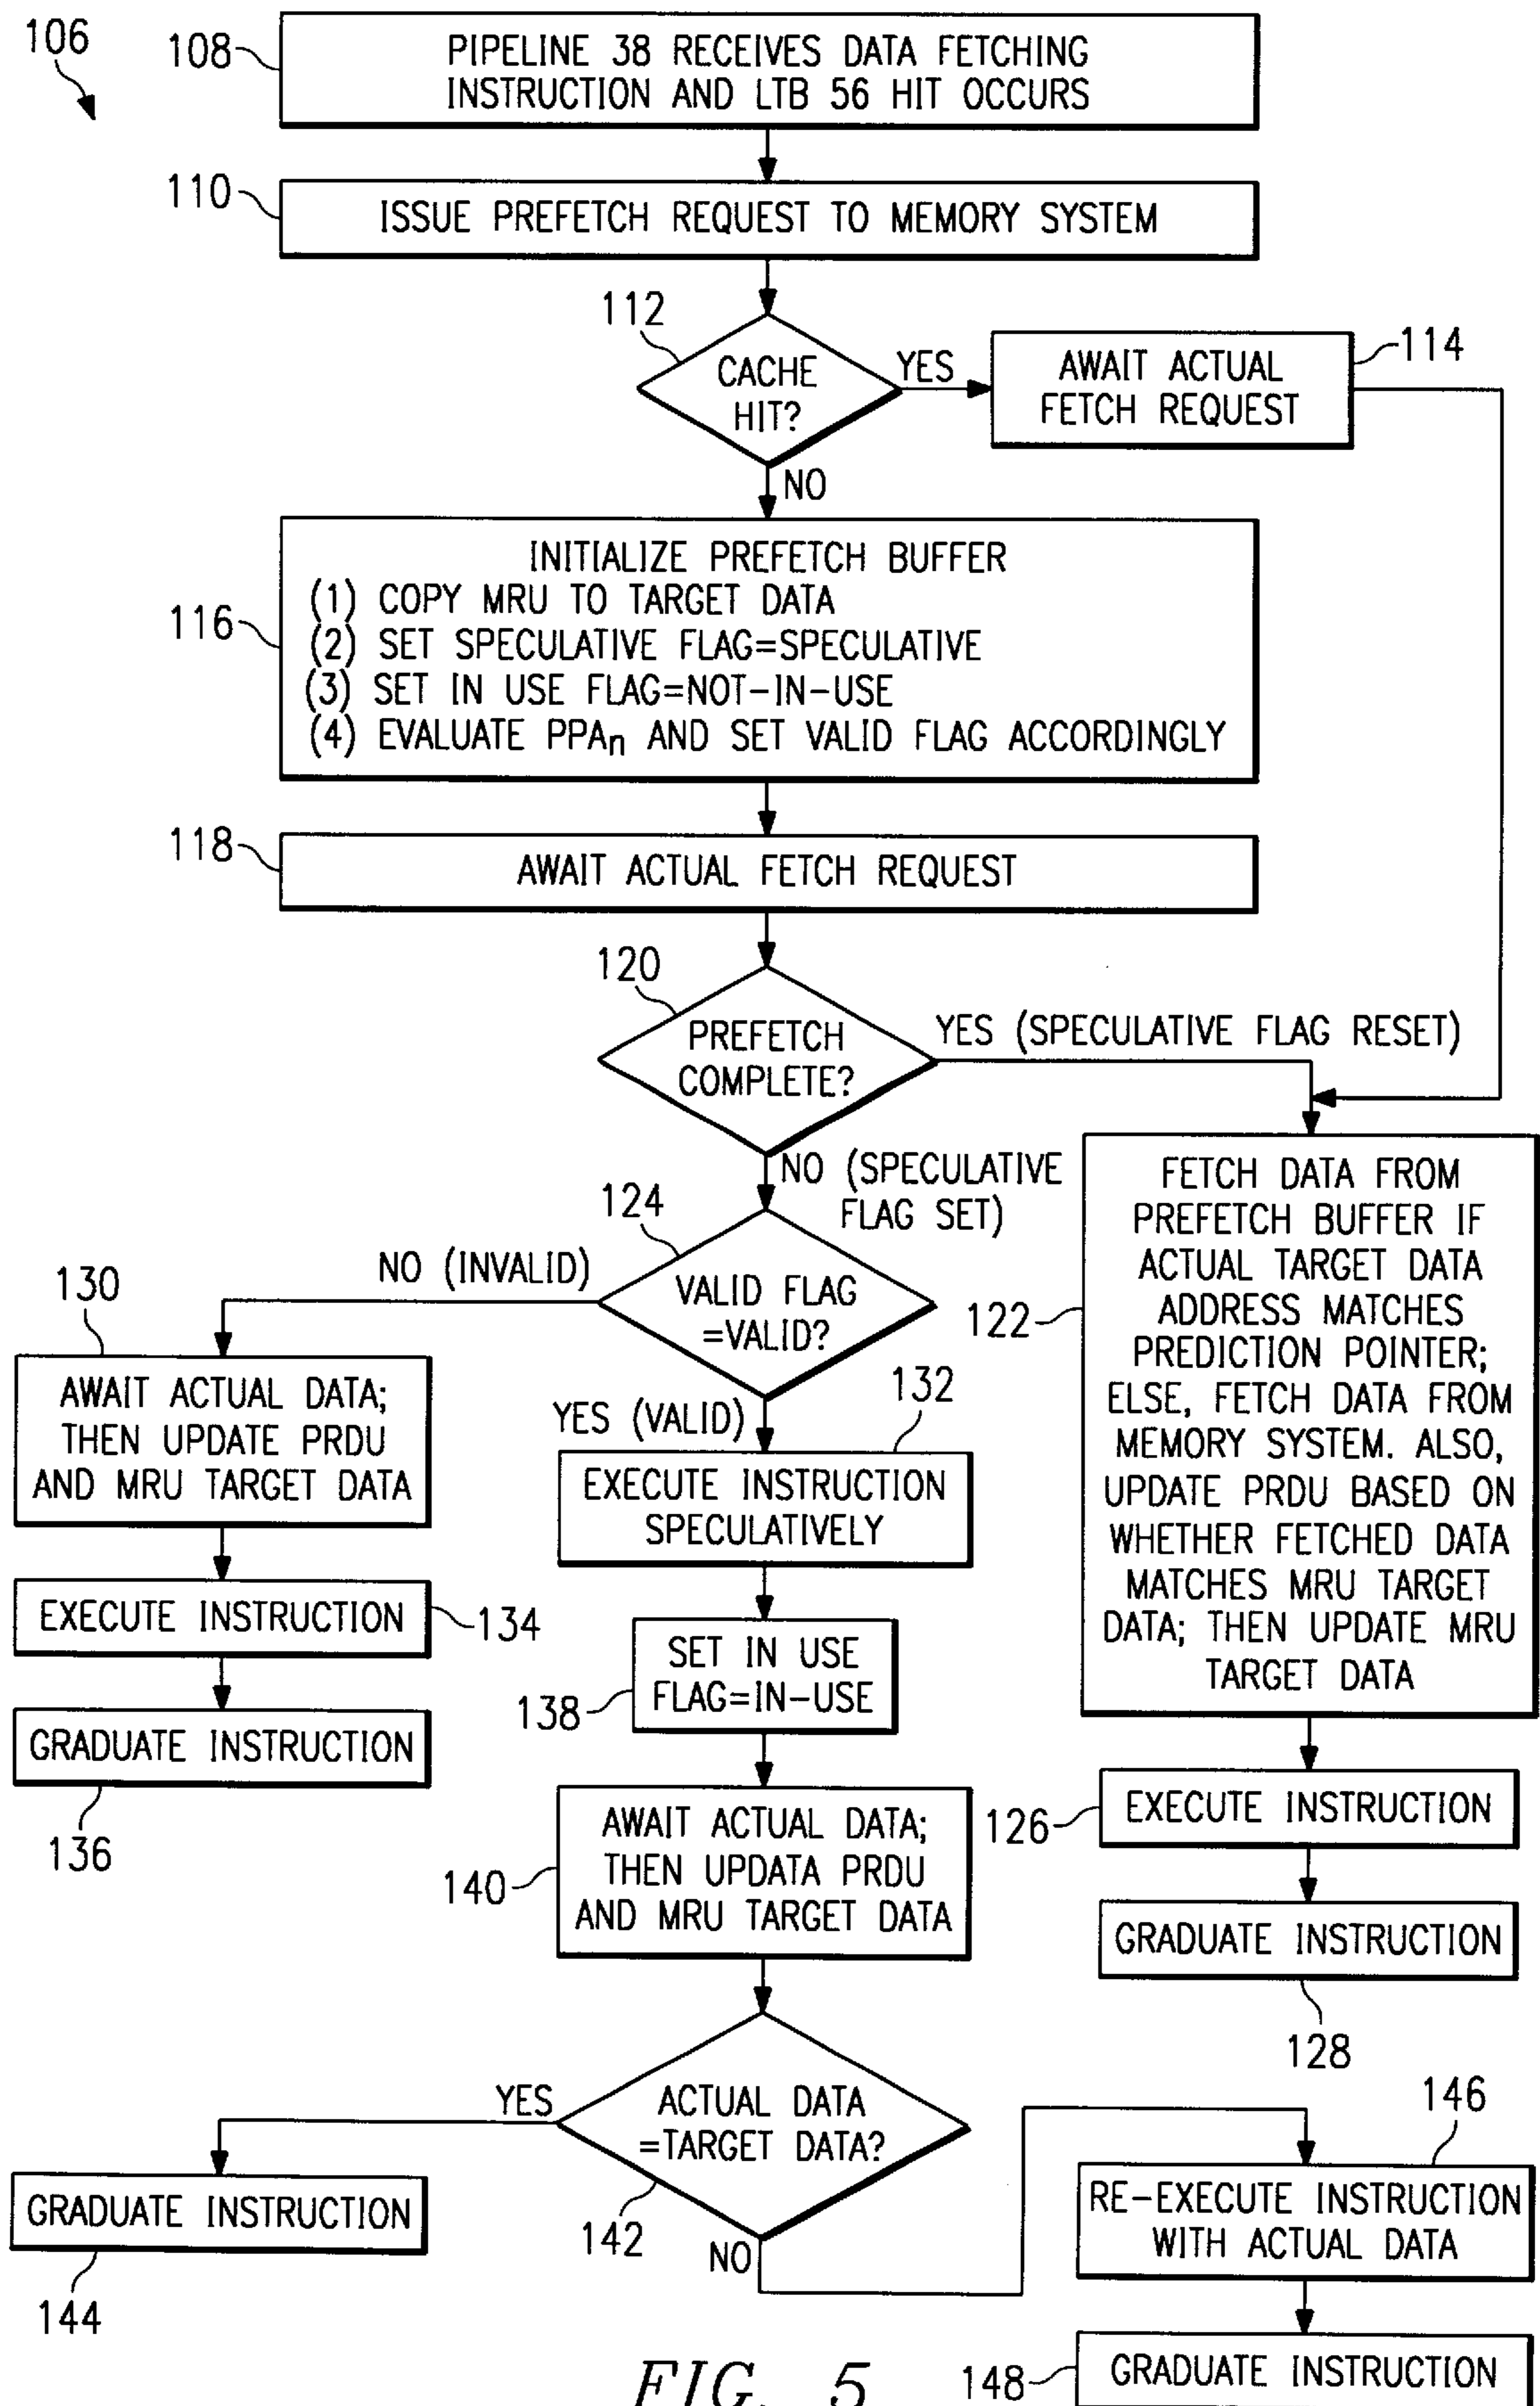 106
108
PIPELINE 38 RECEIVES DATA FETCHING
INSTRUCTION AND LTB 56 HIT OCCURS
110
ISSUE PREFETCH REQUEST TO MEMORY SYSTEM
112
CACHE
HIT?
YES
NO
114
AWAIT ACTUAL
FETCH REQUEST
116
INITIALIZE PREFETCH BUFFER
(1) COPY MRU TO TARGET DATA
(2) SET SPECULATIVE FLAG=SPECULATIVE
(3) SET IN USE FLAG=NOT-IN-USE
(4) EVALUATE PPAn AND SET VALID FLAG ACCORDINGLY
118
AWAIT ACTUAL FETCH REQUEST
120
PREFETCH
COMPLETE?
YES (SPECULATIVE FLAG RESET)
NO (SPECULATIVE
FLAG SET)
122
FETCH DATA FROM
PREFETCH BUFFER IF
ACTUAL TARGET DATA
ADDRESS MATCHES
PREDICTION POINTER;
ELSE, FETCH DATA FROM
MEMORY SYSTEM. ALSO,
UPDATE PRDU BASED ON
WHETHER FETCHED DATA
MATCHES MRU TARGET
DATA; THEN UPDATE MRU
TARGET DATA
124
VALID FLAG
=VALID?
NO (INVALID)
YES (VALID)
130
AWAIT ACTUAL DATA;
THEN UPDATE PRDU
AND MRU TARGET DATA
132
EXECUTE INSTRUCTION
SPECULATIVELY
EXECUTE INSTRUCTION
134
GRADUATE INSTRUCTION
136
138
SET IN USE
FLAG=IN-USE
126
EXECUTE INSTRUCTION
140
AWAIT ACTUAL DATA;
THEN UPDATA PRDU
AND MRU TARGET DATA
GRADUATE INSTRUCTION
128
142
ACTUAL DATA
=TARGET DATA?
YES
NO
GRADUATE INSTRUCTION
144
146
RE-EXECUTE INSTRUCTION
WITH ACTUAL DATA
148
GRADUATE INSTRUCTION
FIG. 5